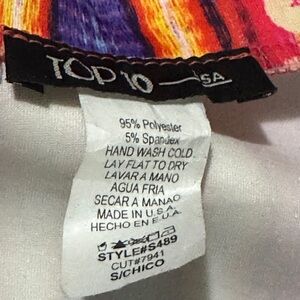 TOP 10 USA
95% Polyester
5% Spandex
HAND WASH COLD
LAY FLAT TO DRY
LAVAR A MANO
AGUA FRIA
SECAR A MANAO
MADE IN U.S.A.
HECHO EN E.U.A.
STYLE#S489
CUT#7941
S/CHICO